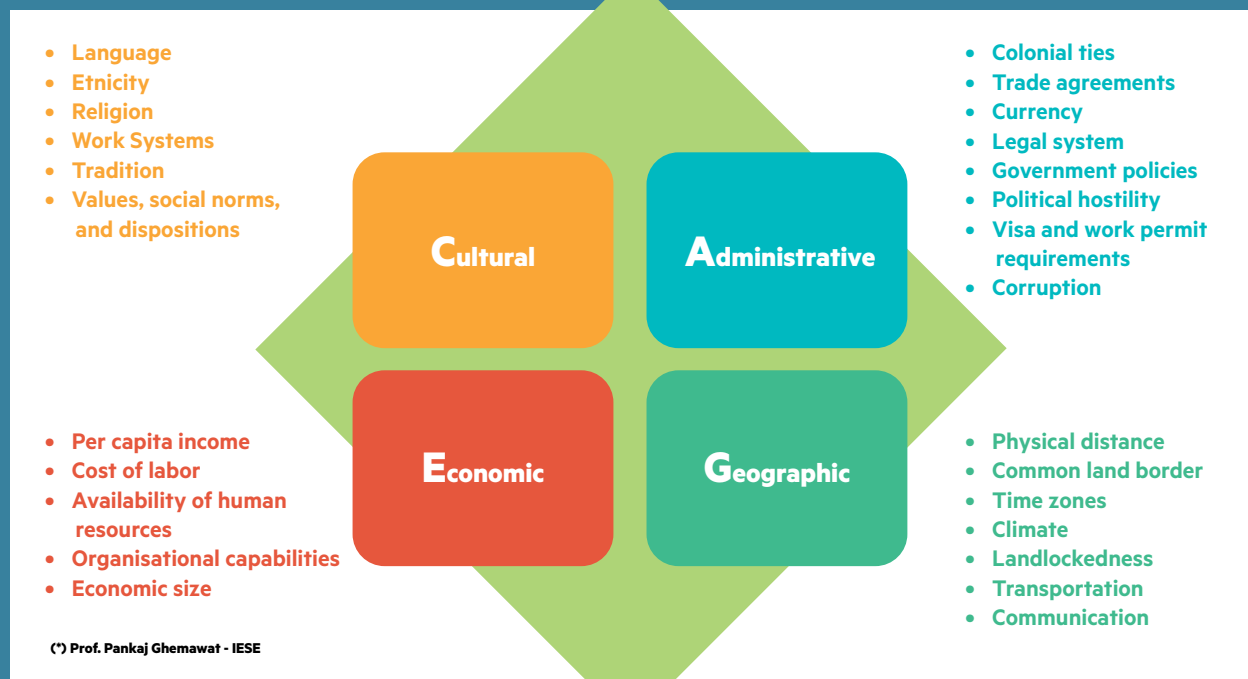 • Language
• Etnicity
• Religion
• Work Systems
• Tradition
• Values, social norms,
and dispositions
Cultural
Administrative
• Colonial ties
• Trade agreements
• Currency
• Legal system
• Government policies
• Political hostility
• Visa and work permit
requirements
• Corruption
• Per capita income
• Cost of labor
• Availability of human
resources
• Organisational capabilities
• Economic size
Economic
Geographic
• Physical distance
• Common land border
• Time zones
• Climate
• Landlockedness
• Transportation
• Communication
(*) Prof. Pankaj Ghemawat - IESE